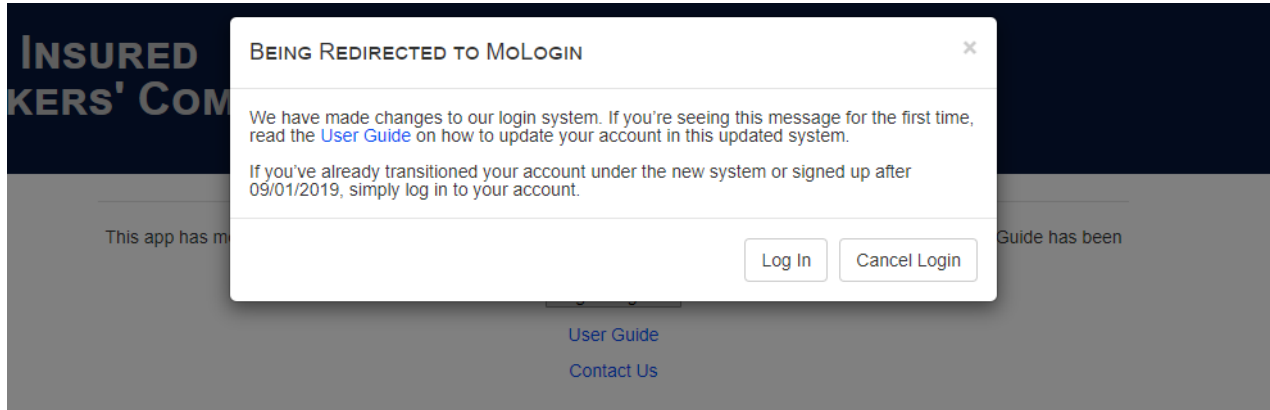 INSURED
KERS' COM
BEING REDIRECTED TO MOLOGIN
×
We have made changes to our login system. If you're seeing this message for the first time,
read the User Guide on how to update your account in this updated system.
If you've already transitioned your account under the new system or signed up after
09/01/2019, simply log in to your account.
This app has m
Guide has been
Log In
Cancel Login
User Guide
Contact Us